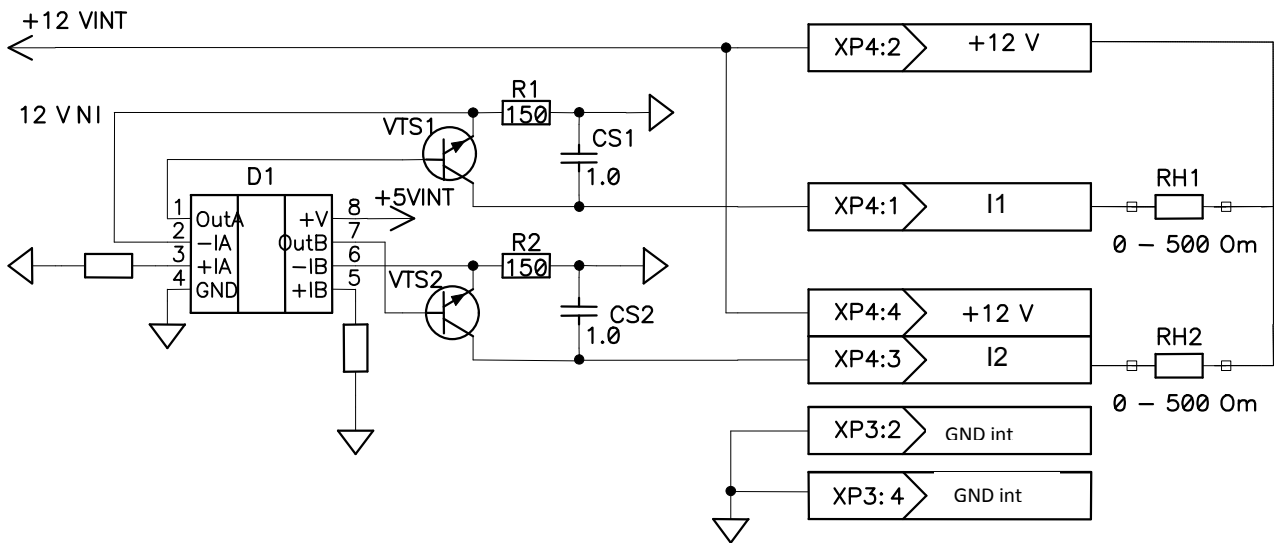 +12 VINT
XP4:2
+12 V
12 VNI
R1
150
VTS1
CS1
1.0
D1
+5VINT
XP4:1
I1
RH1
0 – 500 Om
1 OutA
2 –IA
3 +IA
4 GND
+V 8
OutB 7
–IB 6
+IB 5
R2
150
VTS2
CS2
1.0
XP4:4
+12 V
XP4:3
I2
RH2
0 – 500 Om
XP3:2
GND int
XP3: 4
GND int